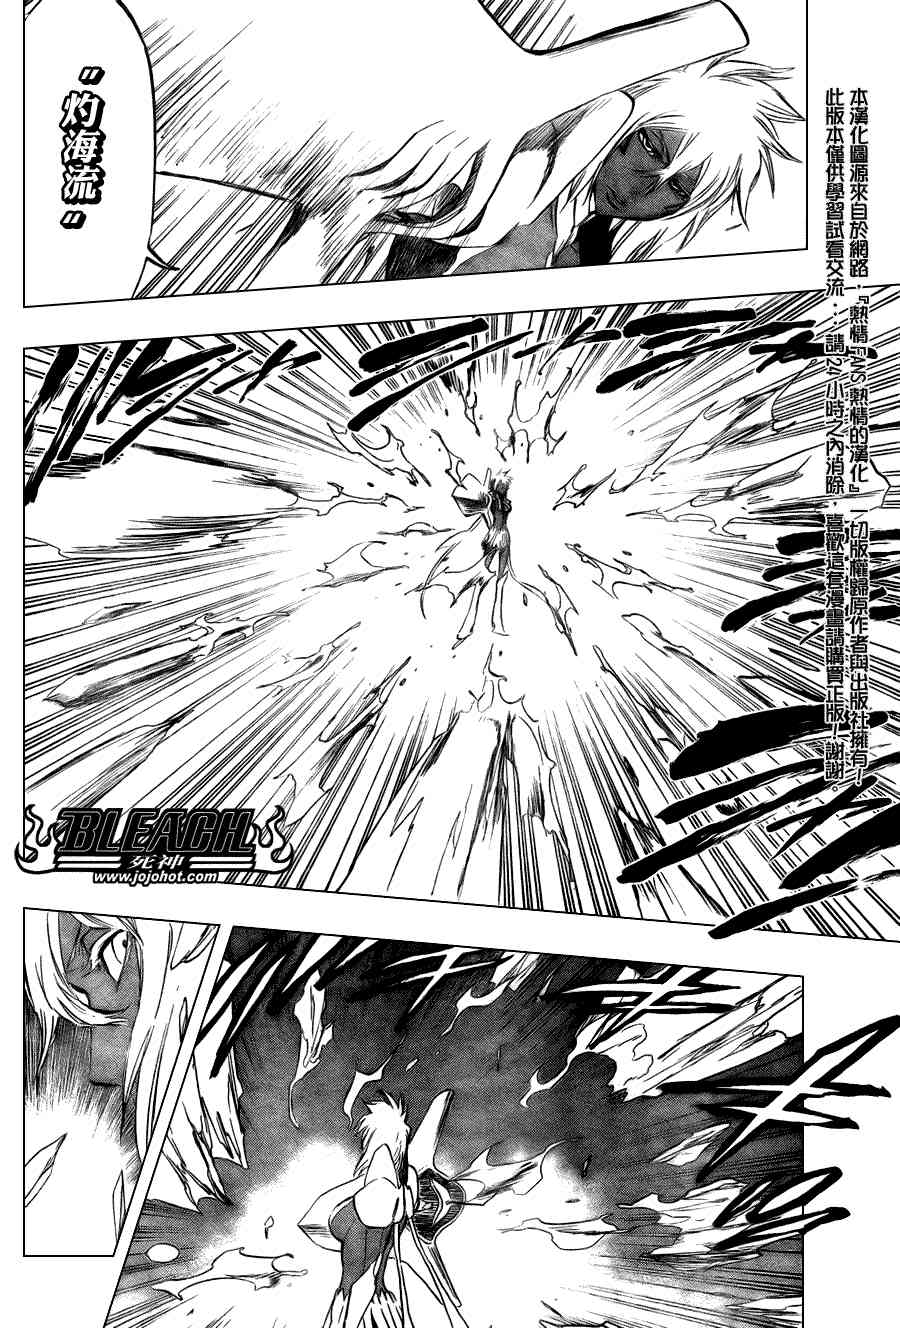 "灼海流"
本漢化圖源來自於網路，『熱情FMS熱情的漢化』一切版權歸原作者與出版社擁有！
此版本僅供學習試看交流…請24小時之內消除，喜歡這套漫畫請購買正版！謝謝。
BLEACH
死神
www.jojohot.com